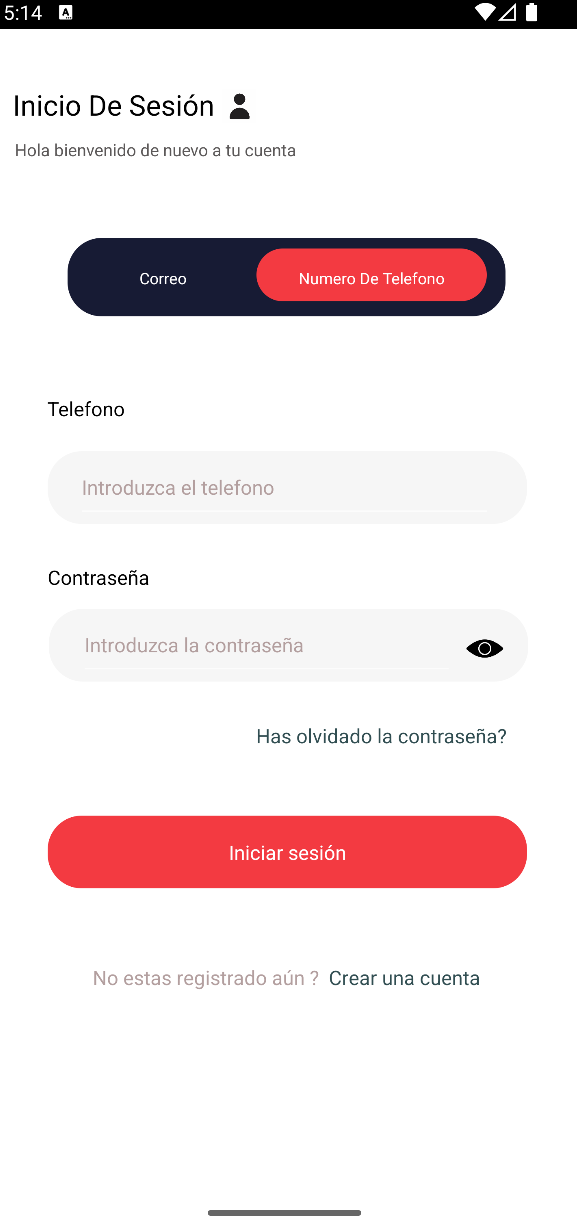 5:14
Inicio De Sesión
Hola bienvenido de nuevo a tu cuenta
Correo
Numero De Telefono
Telefono
Introduzca el telefono
Contraseña
Introduzca la contraseña
Has olvidado la contraseña?
Iniciar sesión
No estas registrado aún ? Crear una cuenta